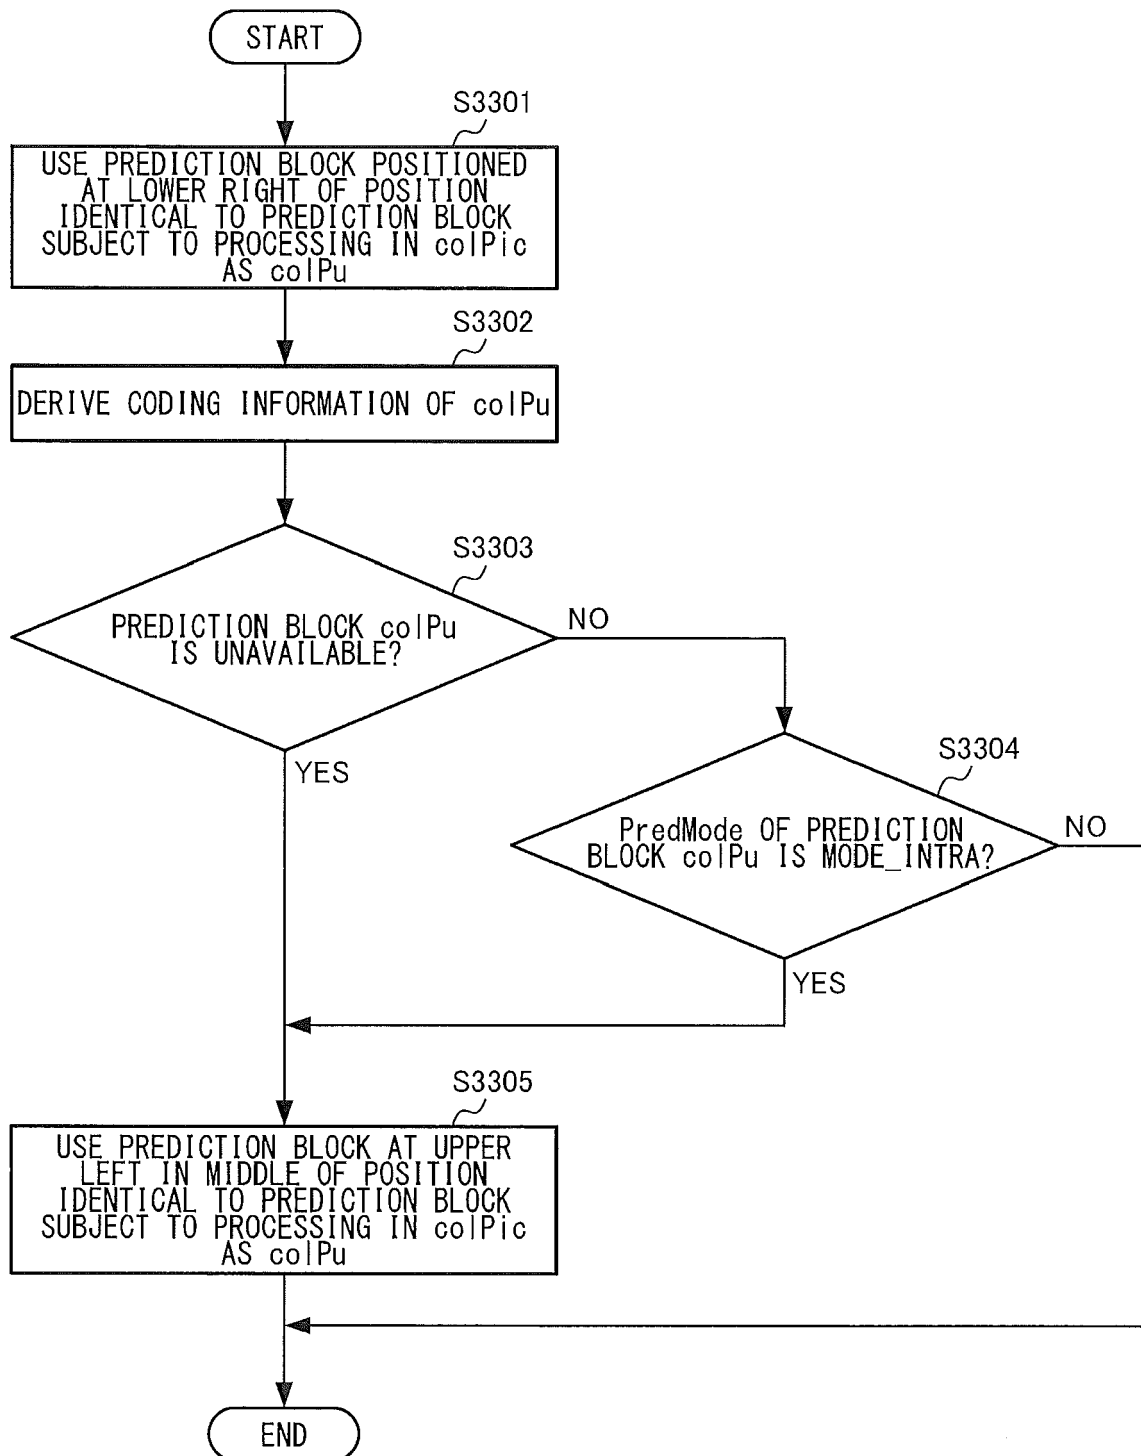 START
S3301
USE PREDICTION BLOCK POSITIONED
AT LOWER RIGHT OF POSITION
IDENTICAL TO PREDICTION BLOCK
SUBJECT TO PROCESSING IN colPic
AS colPu
S3302
DERIVE CODING INFORMATION OF colPu
S3303
PREDICTION BLOCK colPu
IS UNAVAILABLE?
NO
YES
S3304
PredMode OF PREDICTION
BLOCK colPu IS MODE_INTRA?
NO
YES
S3305
USE PREDICTION BLOCK AT UPPER
LEFT IN MIDDLE OF POSITION
IDENTICAL TO PREDICTION BLOCK
SUBJECT TO PROCESSING IN colPic
AS colPu
END